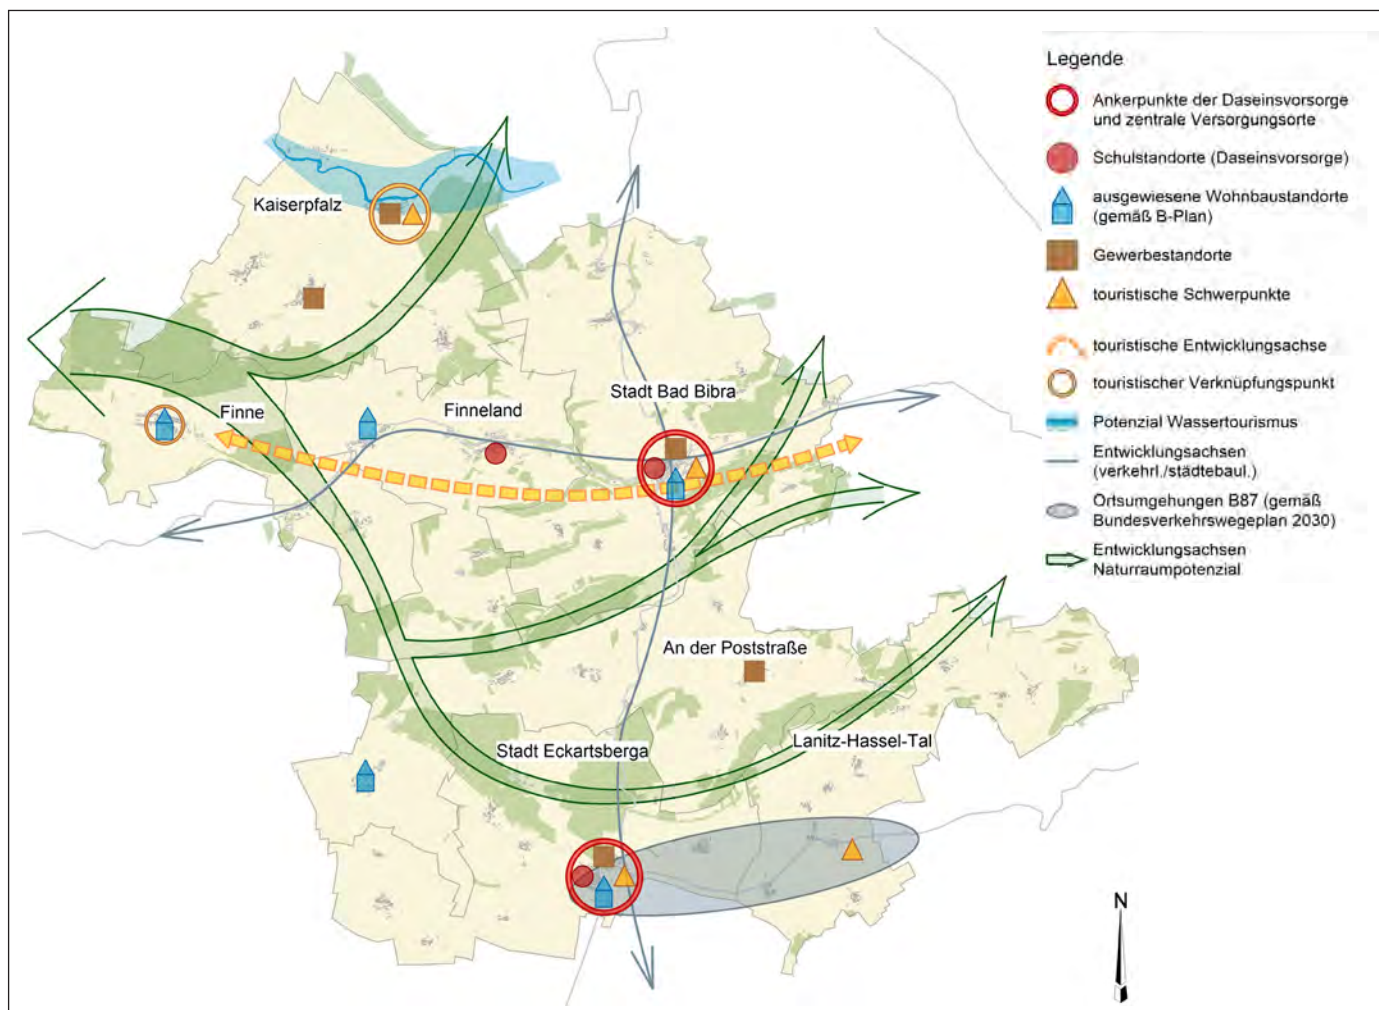 Legende
Ankerpunkte der Daseinsvorsorge
und zentrale Versorgungsorte
Schulstandorte (Daseinsvorsorge)
ausgewiesene Wohnbaustandorte
(gemäß B-Plan)
Gewerbestandorte
touristische Schwerpunkte
touristische Entwicklungsachse
touristischer Verknüpfungspunkt
Potenzial Wassertourismus
Entwicklungsachsen
(verkehrl./städtebaul.)
Ortsumgehungen B87 (gemäß
Bundesverkehrswegeplan 2030)
Entwicklungsachsen
Naturraumpotenzial
Kaiserpfalz
Stadt Bad Bibra
Finne
Finneland
An der Poststraße
Stadt Eckartsberga
Lanitz-Hassel-Tal
N